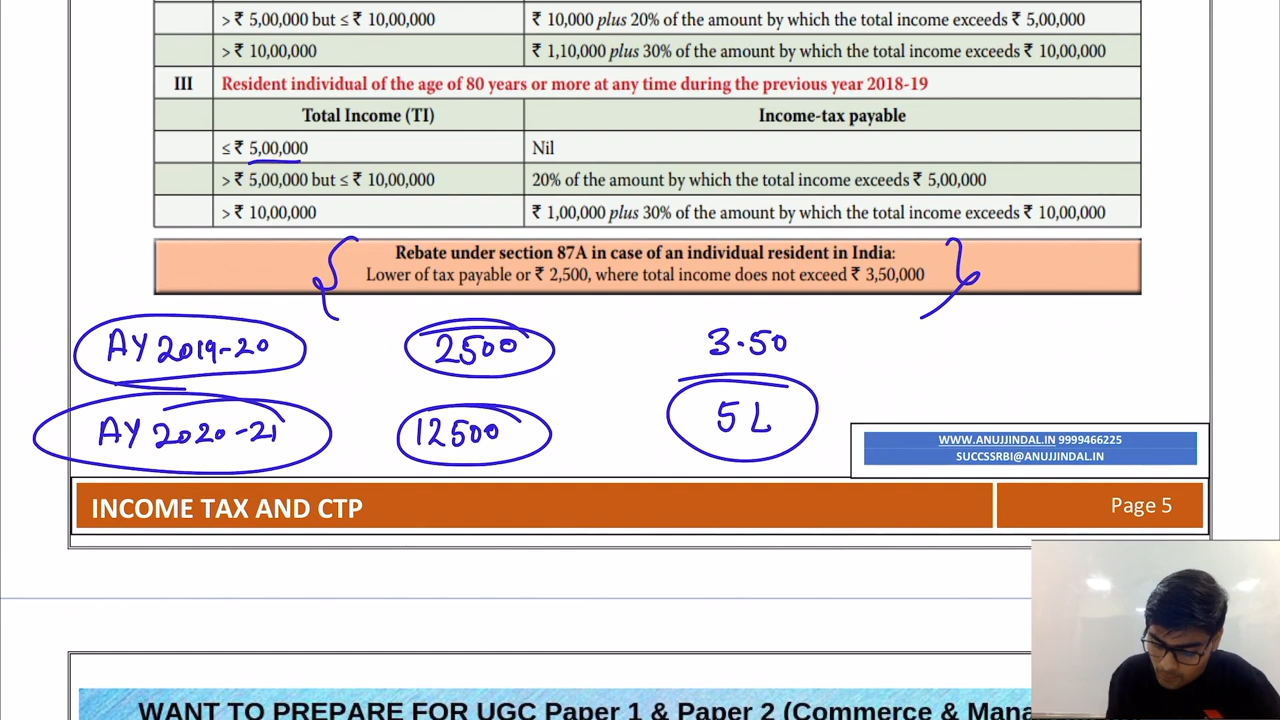 > ₹ 5,00,000 but ≤ ₹ 10,00,000 ₹ 10,000 plus 20% of the amount by which the total income exceeds ₹ 5,00,000
> ₹ 10,00,000 ₹ 1,10,000 plus 30% of the amount by which the total income exceeds ₹ 10,00,000
III Resident individual of the age of 80 years or more at any time during the previous year 2018-19
Total Income (TI) Income-tax payable
≤ ₹ 5,00,000 Nil
> ₹ 5,00,000 but ≤ ₹ 10,00,000 20% of the amount by which the total income exceeds ₹ 5,00,000
> ₹ 10,00,000 ₹ 1,00,000 plus 30% of the amount by which the total income exceeds ₹ 10,00,000
Rebate under section 87A in case of an individual resident in India:
Lower of tax payable or ₹ 2,500, where total income does not exceed ₹ 3,50,000
AY 2019-20 2500 3.50
AY 2020-21 12500 5 L
WWW.ANUJJINDAL.IN 9999466225
SUCCSSRBI@ANUJJINDAL.IN
INCOME TAX AND CTP Page 5
WANT TO PREPARE FOR UGC Paper 1 & Paper 2 (Commerce & Mana